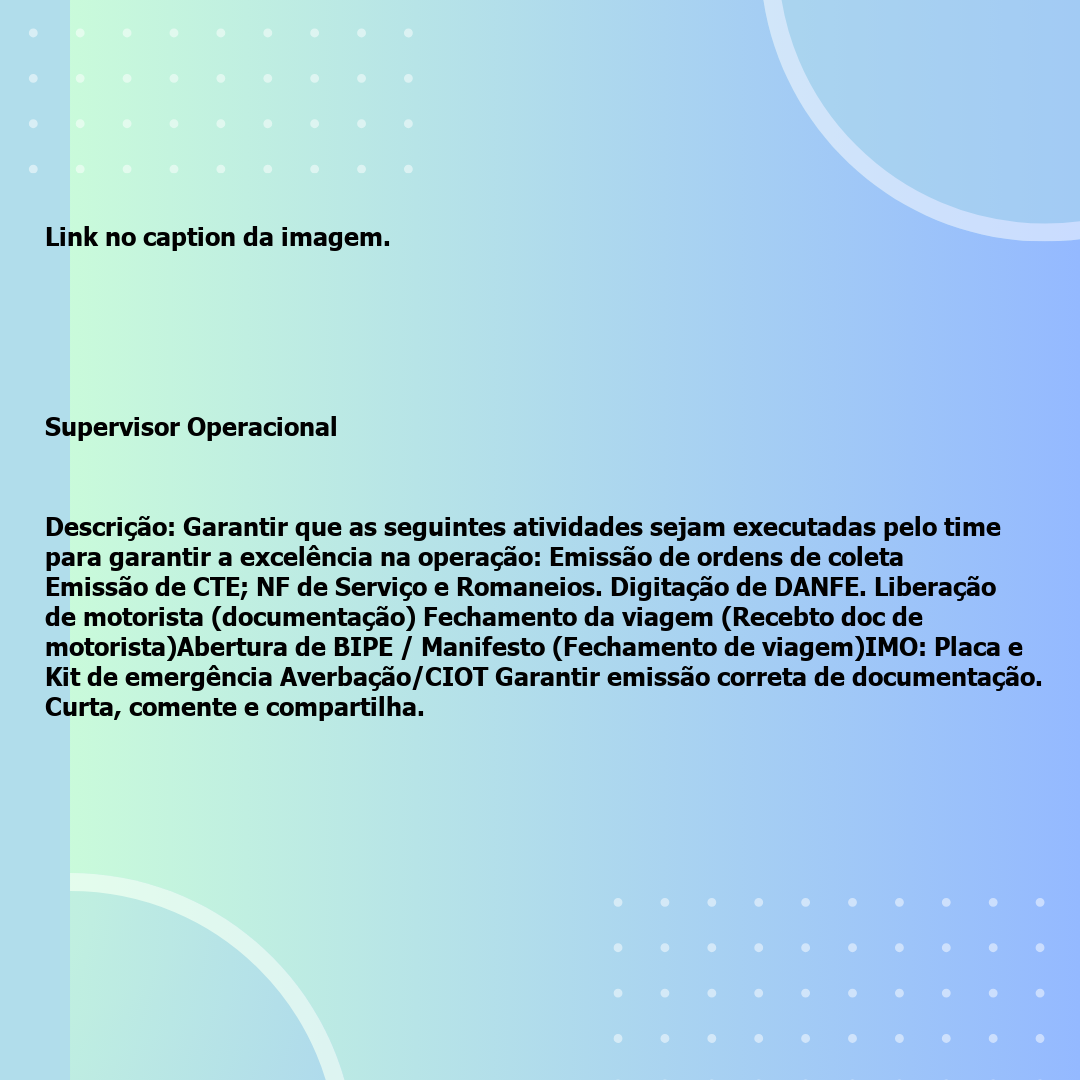 Link no caption da imagem.
Supervisor Operacional
Descrição: Garantir que as seguintes atividades sejam executadas pelo time
para garantir a excelência na operação: Emissão de ordens de coleta
Emissão de CTE; NF de Serviço e Romaneios. Digitação de DANFE. Liberação
de motorista (documentação) Fechamento da viagem (Recebto doc de
motorista)Abertura de BIPE / Manifesto (Fechamento de viagem)IMO: Placa e
Kit de emergência Averbação/CIOT Garantir emissão correta de documentação.
Curta, comente e compartilha.